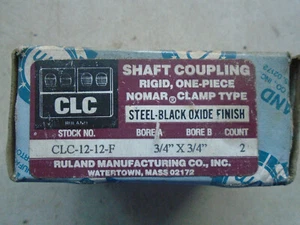 SHAFT COUPLING
RIGID, ONE-PIECE
NOMAR® CLAMP TYPE
CLC
RULAND
STEEL-BLACK OXIDE FINISH
STOCK NO. BORE A BORE B COUNT
CLC-12-12-F 3/4" X 3/4" 2
RULAND MANUFACTURING CO., INC.
WATERTOWN, MASS 02172